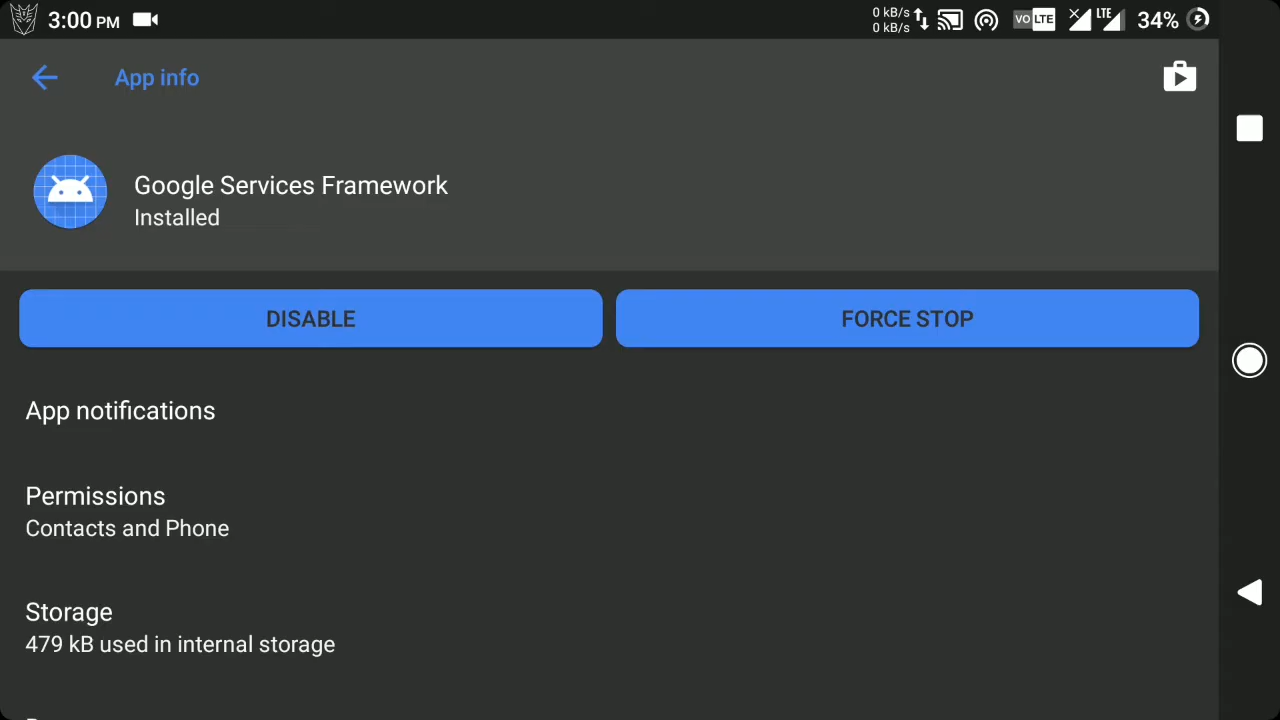 3:00 PM
0 kB/s
0 kB/s
VO LTE
LTE
34%
App info
Google Services Framework
Installed
DISABLE
FORCE STOP
App notifications
Permissions
Contacts and Phone
Storage
479 kB used in internal storage